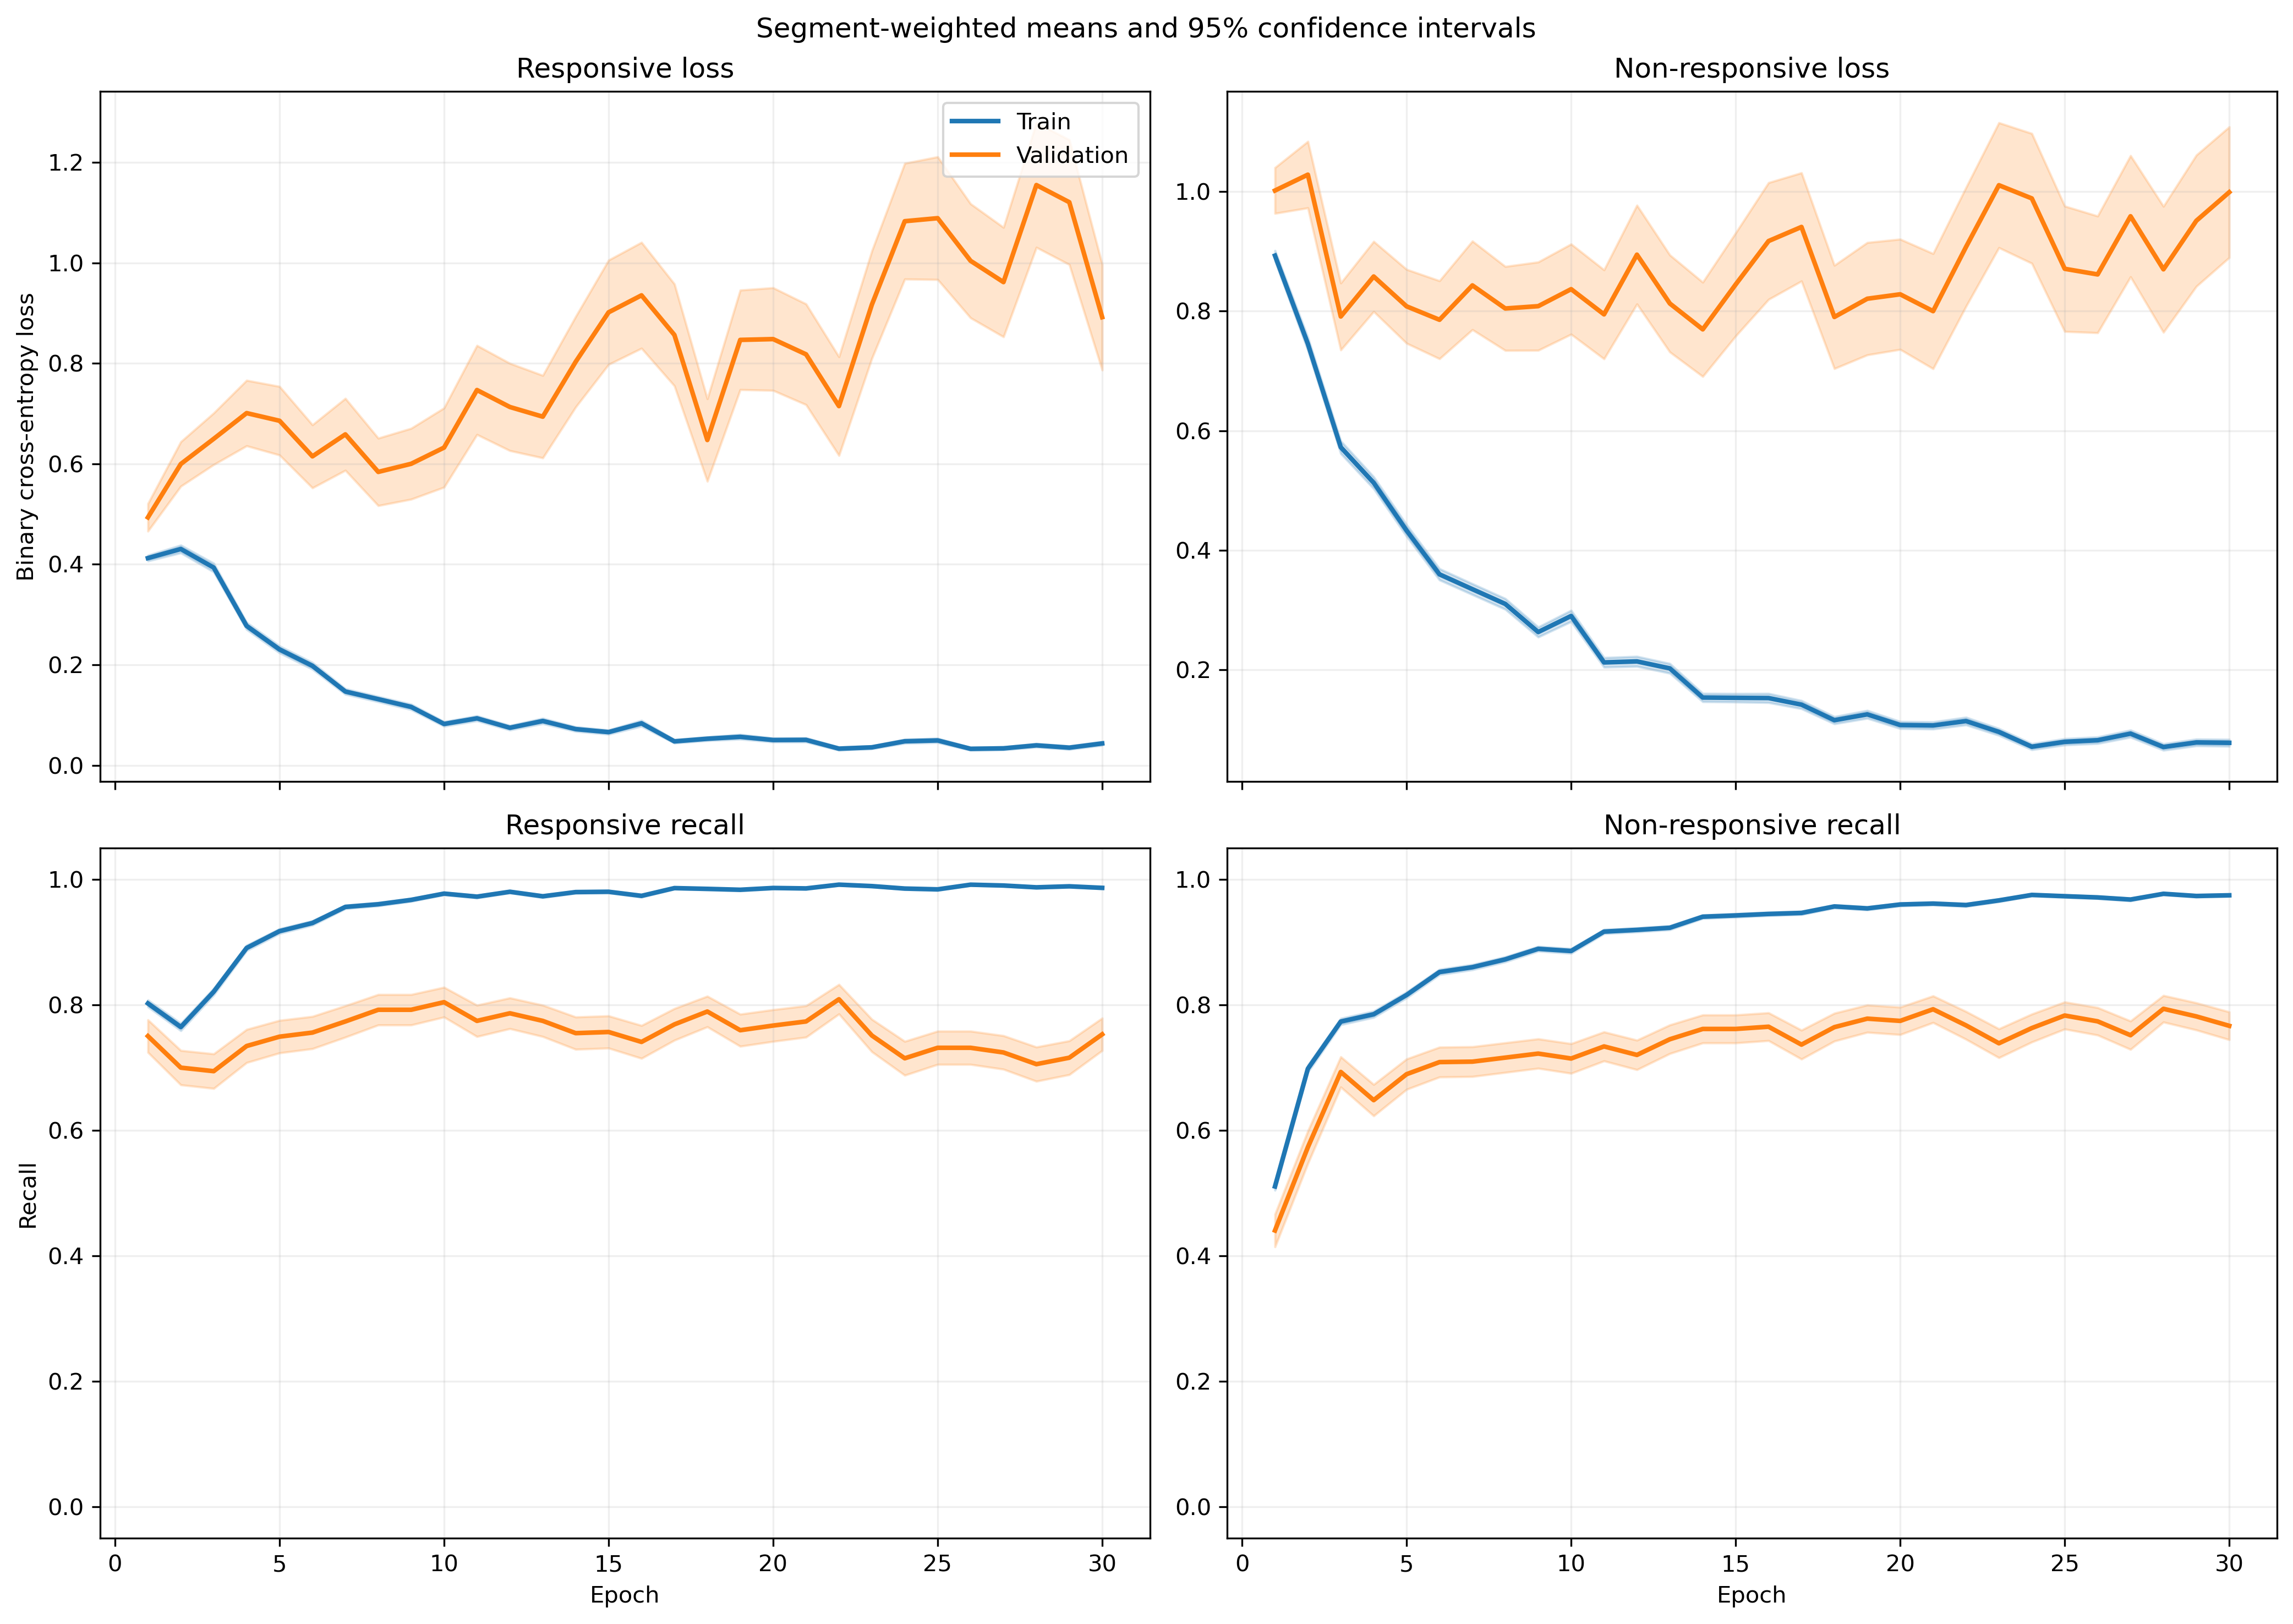 Segment-weighted means and 95% confidence intervals
Responsive loss
Non-responsive loss
Train
Validation
Binary cross-entropy loss
1.2
1.0
0.8
0.6
0.4
0.2
0.0
1.0
0.8
0.6
0.4
0.2
Responsive recall
Non-responsive recall
Recall
1.0
0.8
0.6
0.4
0.2
0.0
0 5 10 15 20 25 30
Epoch
1.0
0.8
0.6
0.4
0.2
0.0
0 5 10 15 20 25 30
Epoch